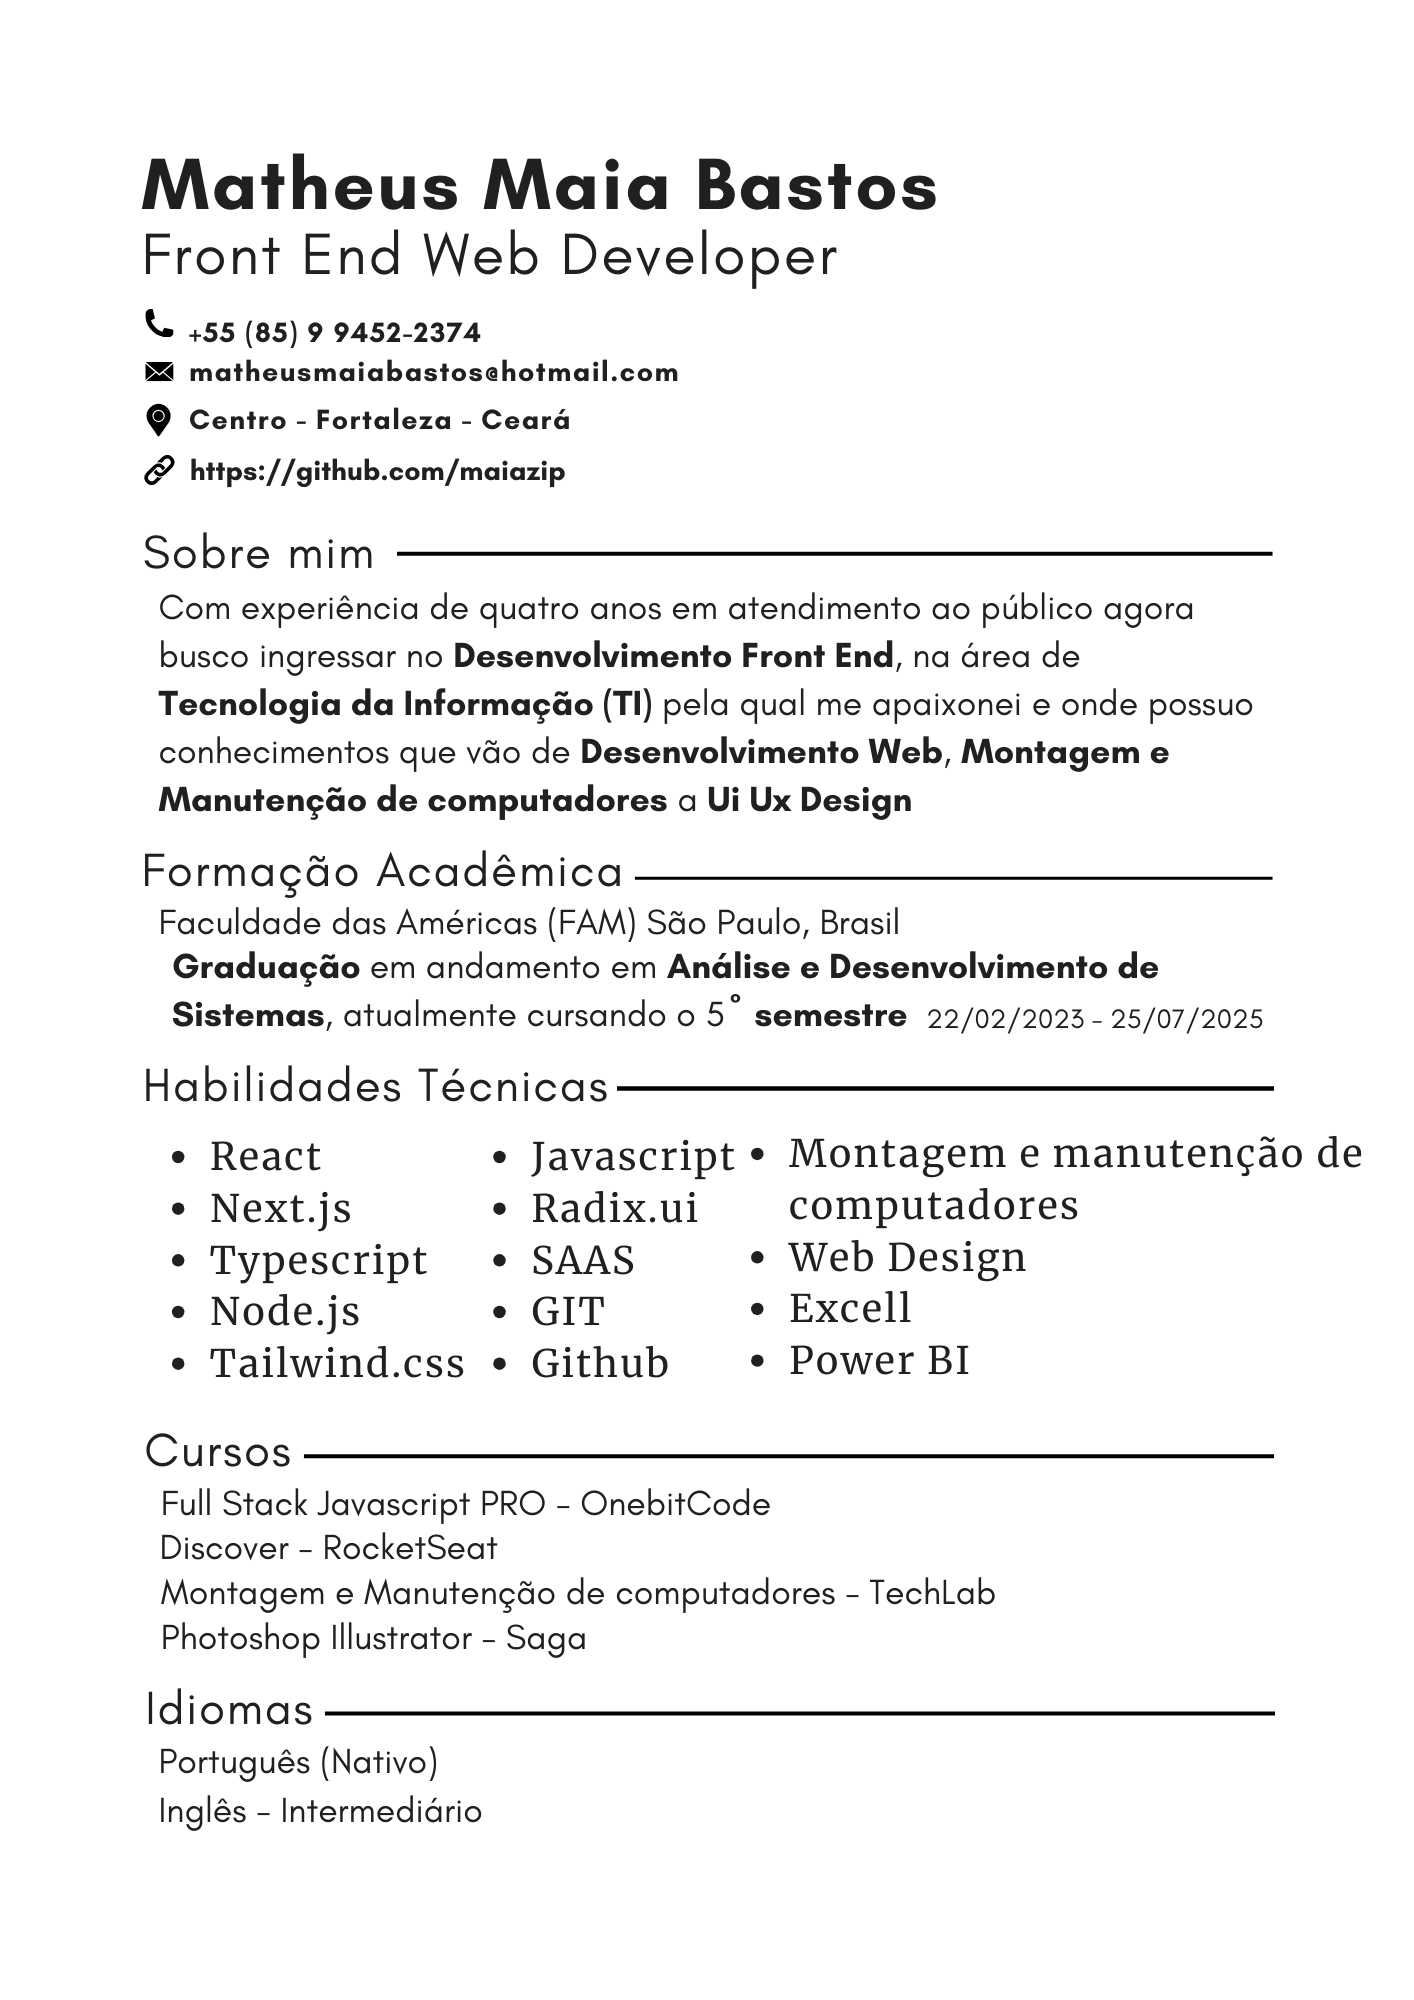 Matheus Maia Bastos
Front End Web Developer
+55 (85) 9 9452-2374
matheusmaiabastos@hotmail.com
Centro - Fortaleza - Ceará
https://github.com/maiazip
Sobre mim
Com experiência de quatro anos em atendimento ao público agora
busco ingressar no Desenvolvimento Front End, na área de
Tecnologia da Informação (TI) pela qual me apaixonei e onde possuo
conhecimentos que vão de Desenvolvimento Web, Montagem e
Manutenção de computadores a Ui Ux Design
Formação Acadêmica
Faculdade das Américas (FAM) São Paulo, Brasil
Graduação em andamento em Análise e Desenvolvimento de
Sistemas, atualmente cursando o 5° semestre 22/02/2023 - 25/07/2025
Habilidades Técnicas
• React
• Next.js
• Typescript
• Node.js
• Tailwind.css
• Javascript
• Radix.ui
• SAAS
• GIT
• Github
• Montagem e manutenção de
computadores
• Web Design
• Excell
• Power BI
Cursos
Full Stack Javascript PRO - OnebitCode
Discover - RocketSeat
Montagem e Manutenção de computadores - TechLab
Photoshop Illustrator - Saga
Idiomas
Português (Nativo)
Inglês - Intermediário